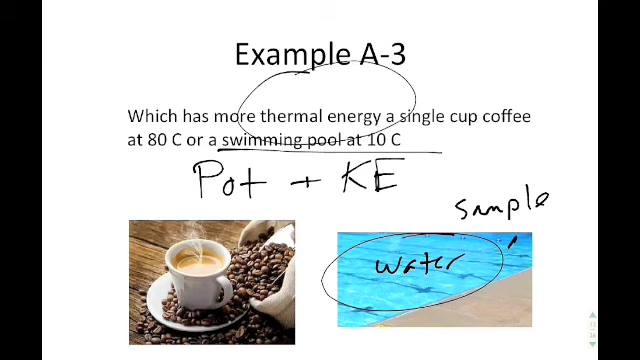 Example A-3
Which has more thermal energy a single cup coffee
at 80 C or a swimming pool at 10 C
Pot + KE
sample
water